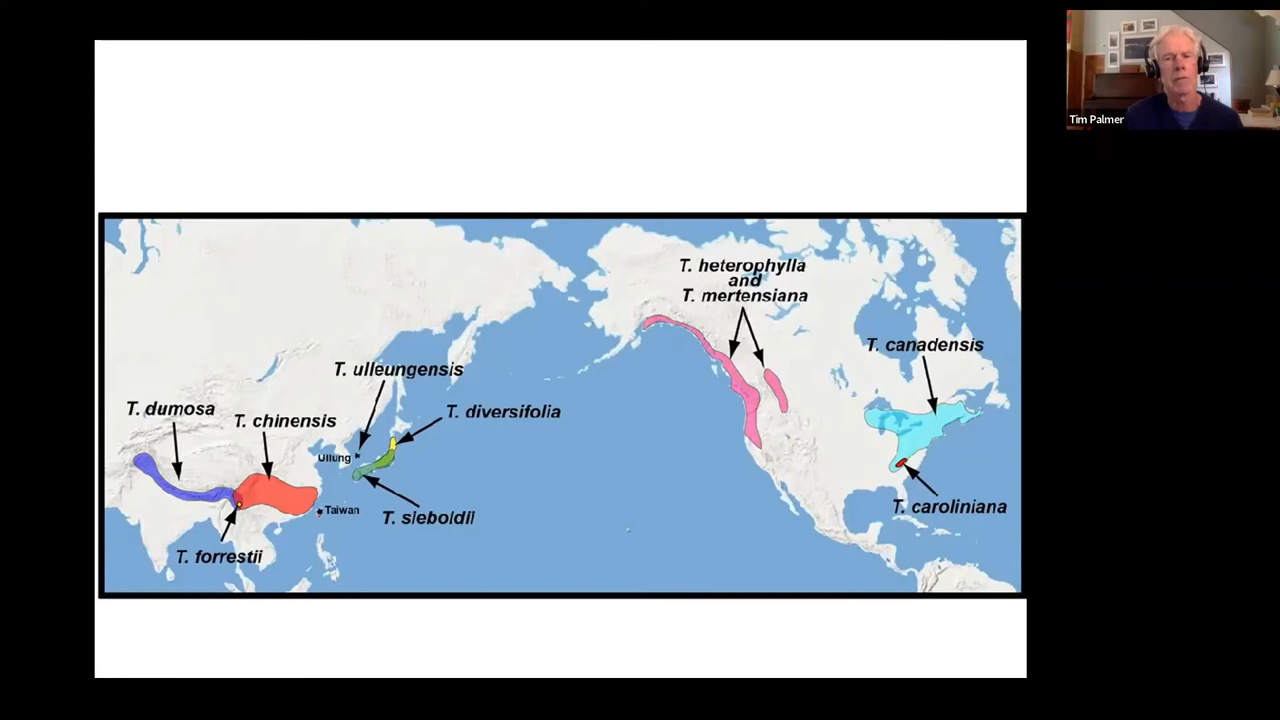 Tim Palmer
T. heterophylla
and
T. mertensiana
T. canadensis
T. ulleungensis
T. dumosa
T. chinensis
T. diversifolia
Ullung
Taiwan
T. sieboldii
T. caroliniana
T. forrestii